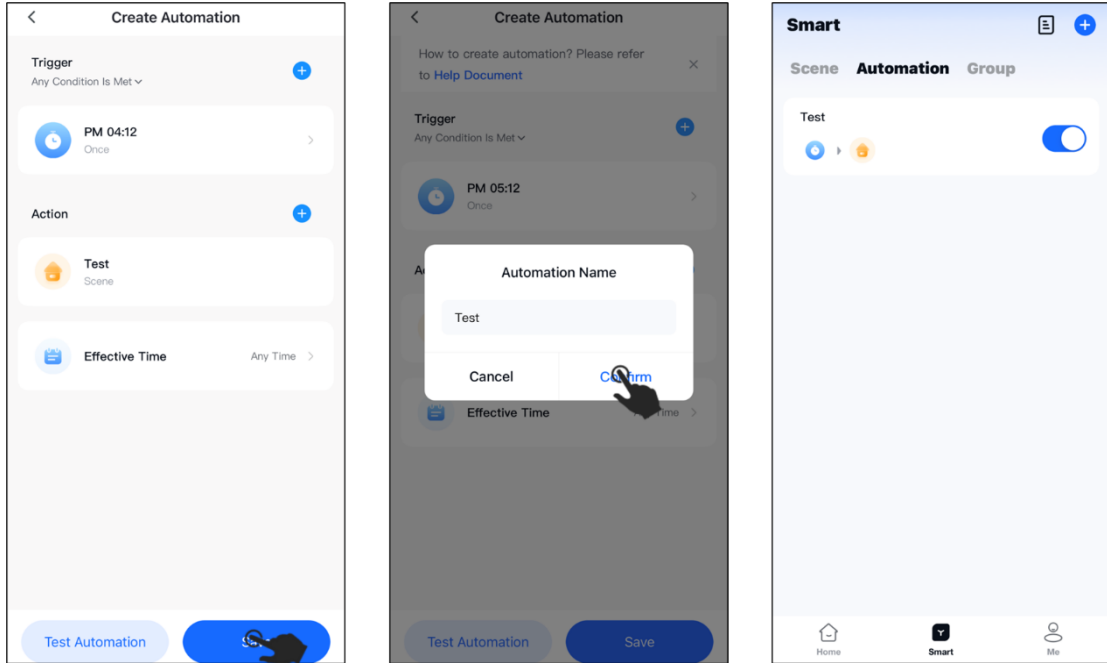 Create Automation
Trigger
Any Condition Is Met
PM 04:12
Once
Action
Test
Scene
Effective Time
Any Time
Test Automation
Create Automation
How to create automation? Please refer
to Help Document
Trigger
Any Condition Is Met
PM 05:12
Once
Automation Name
Test
Cancel
Effective Time
Test Automation
Save
Smart
Scene Automation Group
Test
Home
Smart
Me